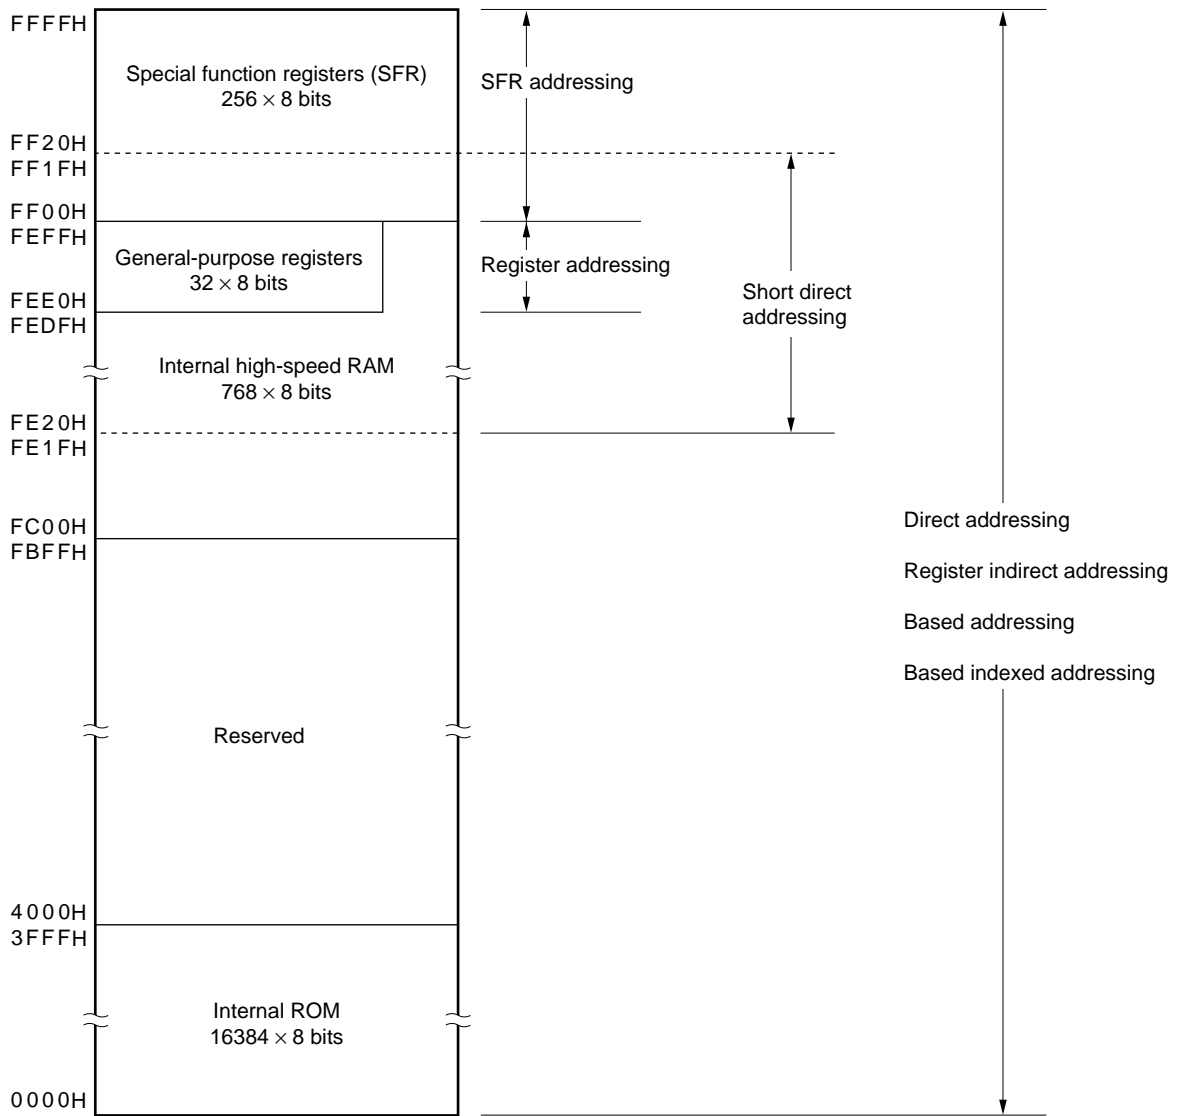 FFFFH
Special function registers (SFR)
256 × 8 bits
SFR addressing
FF20H
FF1FH
FF00H
FEFFH
General-purpose registers
32 × 8 bits
Register addressing
FEE0H
FEDFH
Short direct
addressing
Internal high-speed RAM
768 × 8 bits
FE20H
FE1FH
FC00H
FBFFH
Direct addressing
Register indirect addressing
Based addressing
Based indexed addressing
Reserved
4000H
3FFFH
Internal ROM
16384 × 8 bits
0000H